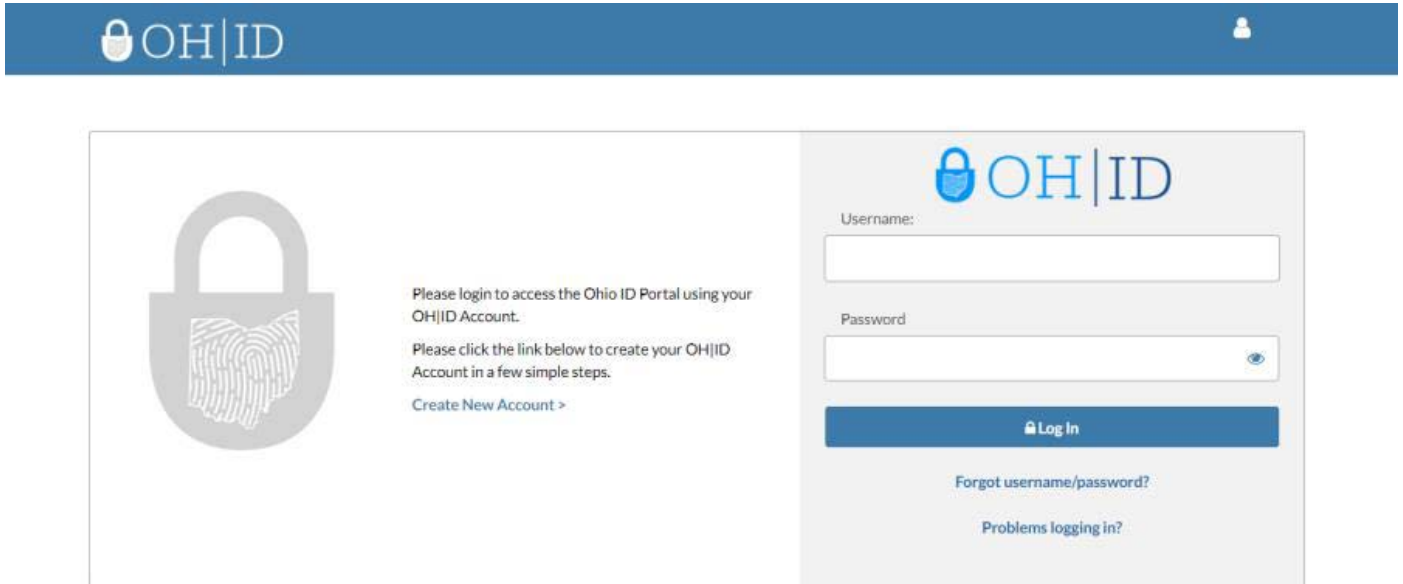 OH|ID
Please login to access the Ohio ID Portal using your
OH|ID Account.
Please click the link below to create your OH|ID
Account in a few simple steps.
Create New Account >
OH|ID
Username:
Password
Log In
Forgot username/password?
Problems logging in?